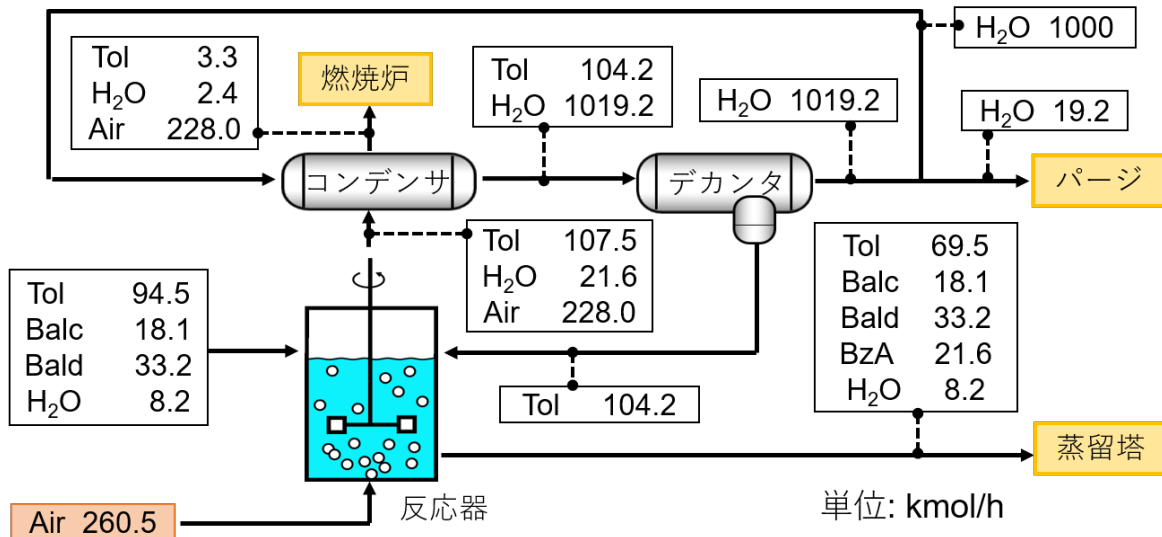 H₂O 1000
Tol 3.3
H₂O 2.4
Air 228.0
燃焼炉
Tol 104.2
H₂O 1019.2
H₂O 1019.2
H₂O 19.2
コンデンサ
デカンタ
パージ
Tol 107.5
H₂O 21.6
Air 228.0
Tol 69.5
Balc 18.1
Bald 33.2
BzA 21.6
H₂O 8.2
Tol 94.5
Balc 18.1
Bald 33.2
H₂O 8.2
Tol 104.2
蒸留塔
反応器
単位: kmol/h
Air 260.5